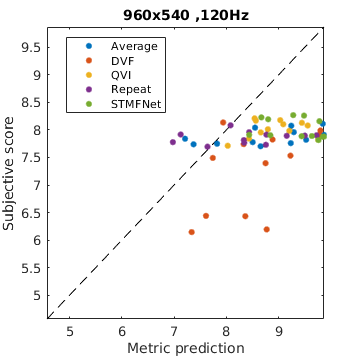 960x540 ,120Hz
Average
DVF
QVI
Repeat
STMFNet
9.5
9
8.5
8
7.5
7
6.5
6
5.5
5
Subjective score
5 6 7 8 9
Metric prediction